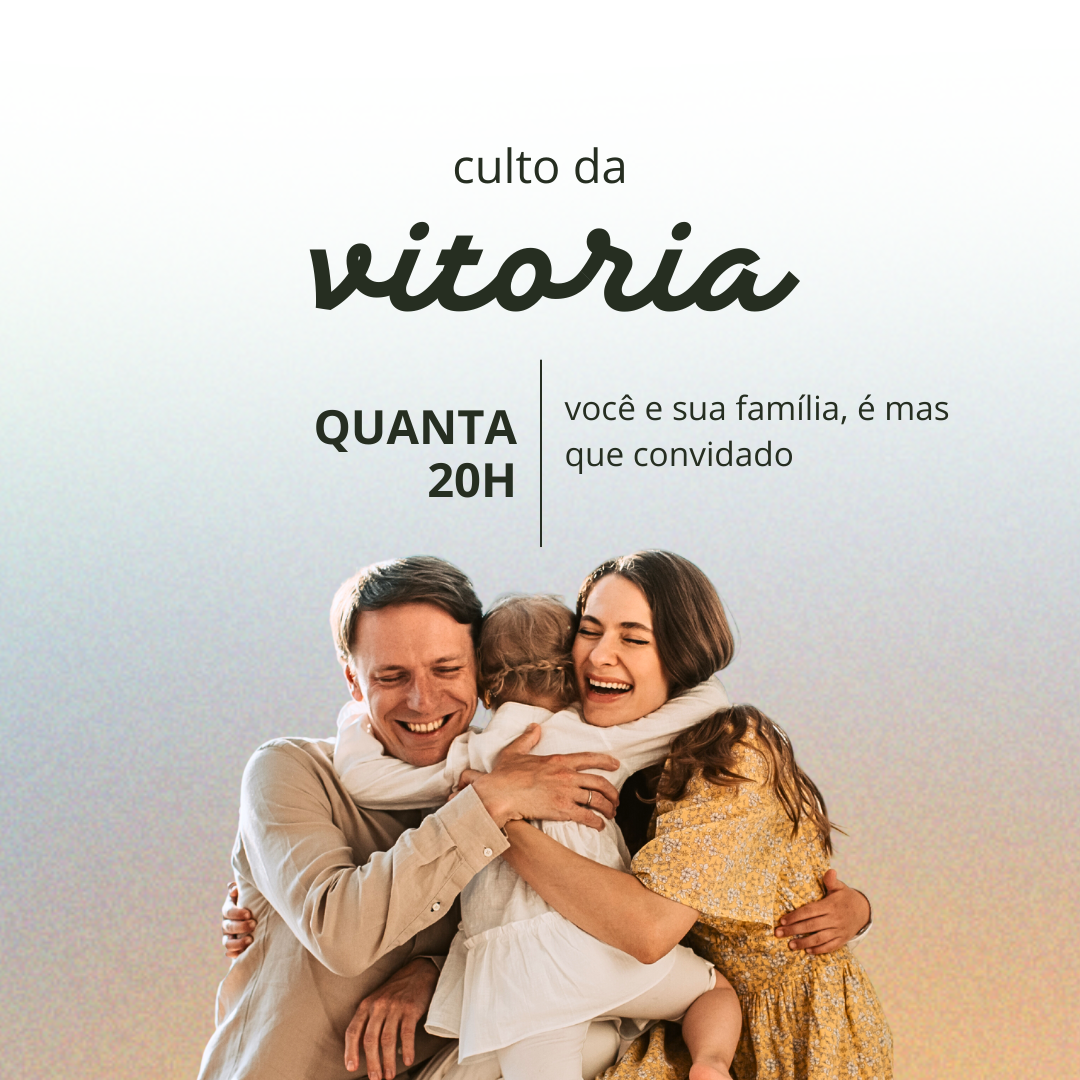 culto da
vitoria
QUANTA
20H
você e sua família, é mas
que convidado